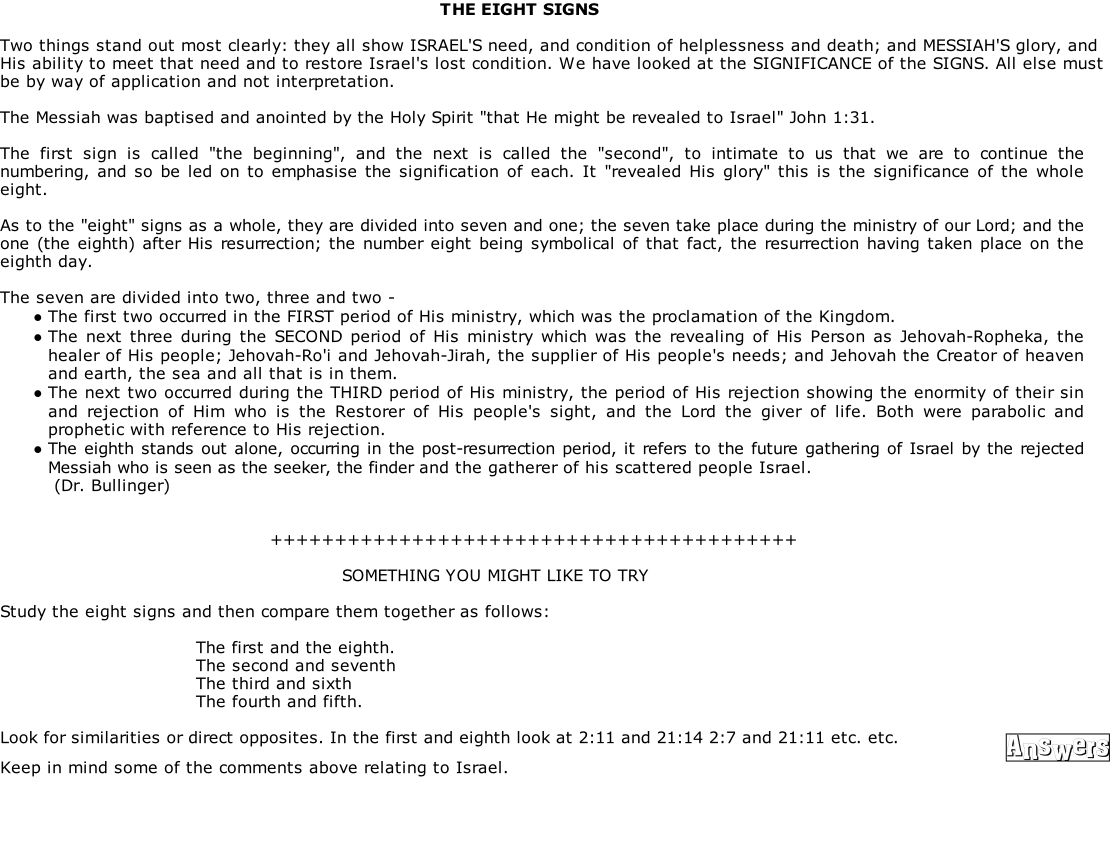 THE EIGHT SIGNS
Two things stand out most clearly: they all show ISRAEL'S need, and condition of helplessness and death; and MESSIAH'S glory, and
His ability to meet that need and to restore Israel's lost condition. We have looked at the SIGNIFICANCE of the SIGNS. All else must
be by way of application and not interpretation.
The Messiah was baptised and anointed by the Holy Spirit "that He might be revealed to Israel" John 1:31.
The first sign is called "the beginning", and the next is called the "second", to intimate to us that we are to continue the
numbering, and so be led on to emphasise the signification of each. It "revealed His glory" this is the significance of the whole
eight.
As to the "eight" signs as a whole, they are divided into seven and one; the seven take place during the ministry of our Lord; and the
one (the eighth) after His resurrection; the number eight being symbolical of that fact, the resurrection having taken place on the
eighth day.
The seven are divided into two, three and two -
● The first two occurred in the FIRST period of His ministry, which was the proclamation of the Kingdom.
● The next three during the SECOND period of His ministry which was the revealing of His Person as Jehovah-Ropheka, the
healer of His people; Jehovah-Ro'i and Jehovah-Jirah, the supplier of His people's needs; and Jehovah the Creator of heaven
and earth, the sea and all that is in them.
● The next two occurred during the THIRD period of His ministry, the period of His rejection showing the enormity of their sin
and rejection of Him who is the Restorer of His people's sight, and the Lord the giver of life. Both were parabolic and
prophetic with reference to His rejection.
● The eighth stands out alone, occurring in the post-resurrection period, it refers to the future gathering of Israel by the rejected
Messiah who is seen as the seeker, the finder and the gatherer of his scattered people Israel.
(Dr. Bullinger)
+++++++++++++++++++++++++++++++++++++++++
SOMETHING YOU MIGHT LIKE TO TRY
Study the eight signs and then compare them together as follows:
The first and the eighth.
The second and seventh
The third and sixth
The fourth and fifth.
Look for similarities or direct opposites. In the first and eighth look at 2:11 and 21:14 2:7 and 21:11 etc. etc.
Answers
Keep in mind some of the comments above relating to Israel.